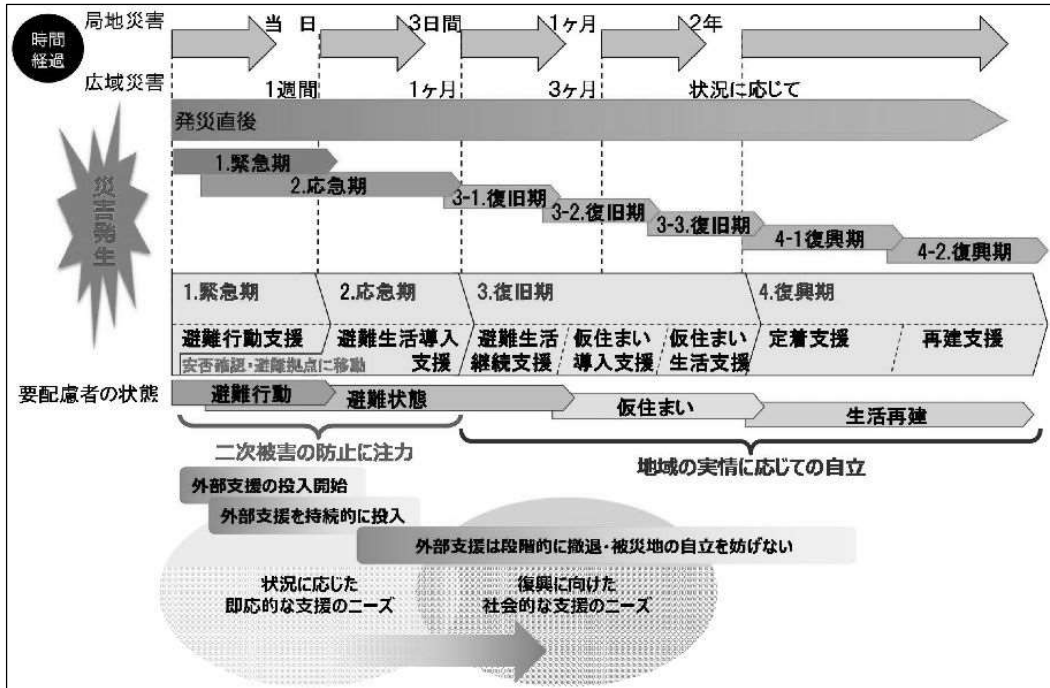 局地災害
当 日
3日間
1ヶ月
2年
時間
経過
広域災害
1週間
1ヶ月
3ヶ月
状況に応じて
発災直後
災害発生
1.緊急期
2.応急期
3-1.復旧期
3-2.復旧期
3-3.復旧期
4-1復興期
4-2.復興期
1.緊急期
2.応急期
3.復旧期
4.復興期
避難行動支援
避難生活導入
支援
避難生活
継続支援
仮住まい
導入支援
仮住まい
生活支援
定着支援
再建支援
安否確認・避難拠点に移動
要配慮者の状態
避難行動
避難状態
仮住まい
生活再建
二次被害の防止に注力
地域の実情に応じての自立
外部支援の投入開始
外部支援を持続的に投入
外部支援は段階的に撤退・被災地の自立を妨げない
状況に応じた
即応的な支援のニーズ
復興に向けた
社会的な支援のニーズ